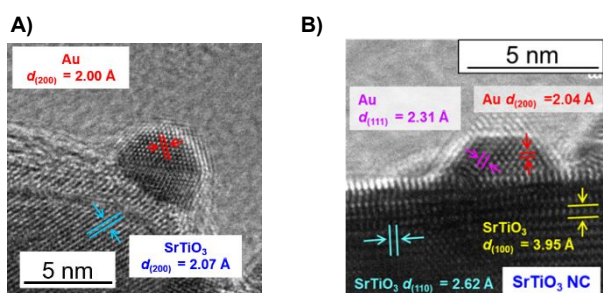 A)
Au
d(200) = 2.00 Å
SrTiO3
d(200) = 2.07 Å
5 nm
B)
5 nm
Au
d(111) = 2.31 Å
Au d(200) =2.04 Å
SrTiO3
d(100) = 3.95 Å
SrTiO3 d(110) = 2.62 Å
SrTiO3 NC